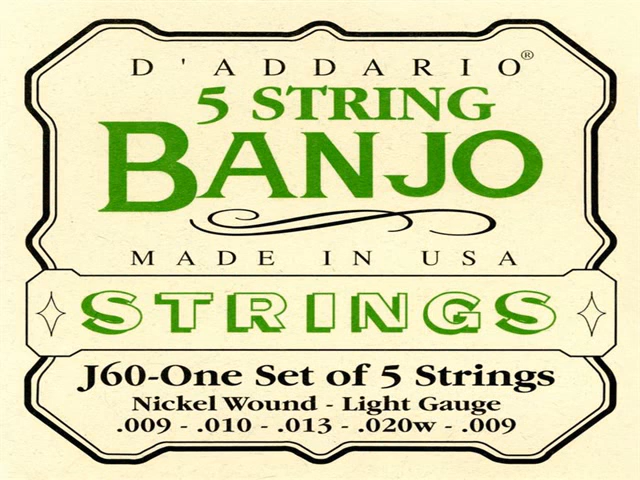 D'ADDARIO®
5 STRING
BANJO
MADE IN USA
STRINGS
J60-One Set of 5 Strings
Nickel Wound - Light Gauge
.009 - .010 - .013 - .020w - .009